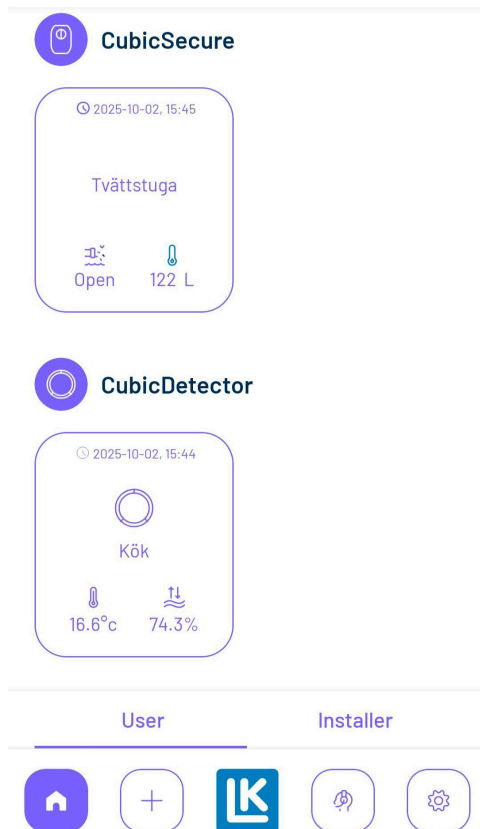 CubicSecure
2025-10-02, 15:45
Tvättstuga
Open 122 L
CubicDetector
2025-10-02, 15:44
Kök
16.6°c 74.3%
User Installer
LK